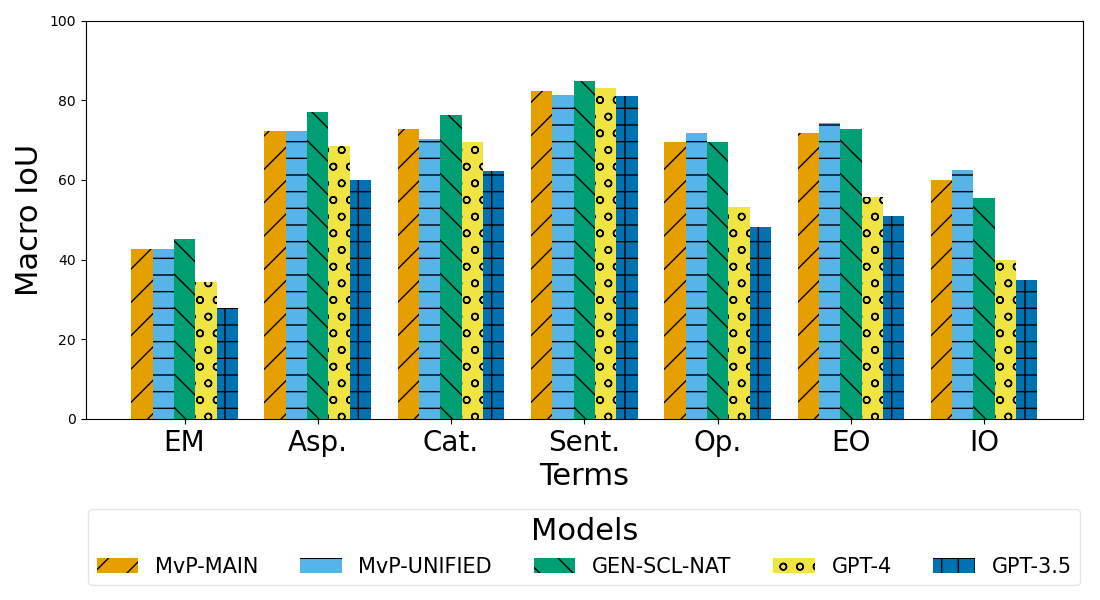 100
80
60
40
20
0
Macro IoU
EM Asp. Cat. Sent. Op. EO IO
Terms
Models
MvP-MAIN MvP-UNIFIED GEN-SCL-NAT GPT-4 GPT-3.5